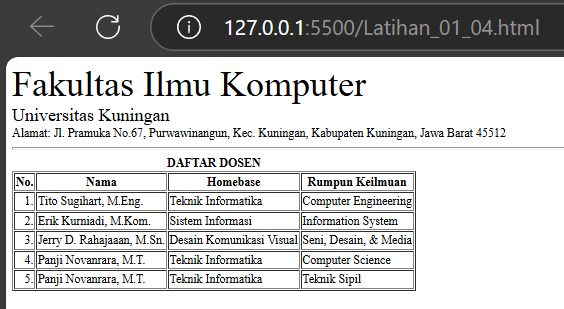 127.0.0.1:5500/Latihan_01_04.html
Fakultas Ilmu Komputer
Universitas Kuningan
Alamat: Jl. Pramuka No.67, Purwawinangun, Kec. Kuningan, Kabupaten Kuningan, Jawa Barat 45512
DAFTAR DOSEN
No. Nama Homebase Rumpun Keilmuan
1. Tito Sugihart, M.Eng. Teknik Informatika Computer Engineering
2. Erik Kurniadi, M.Kom. Sistem Informasi Information System
3. Jerry D. Rahajaaan, M.Sn. Desain Komunikasi Visual Seni, Desain, & Media
4. Panji Novanrara, M.T. Teknik Informatika Computer Science
5. Panji Novanrara, M.T. Teknik Informatika Teknik Sipil